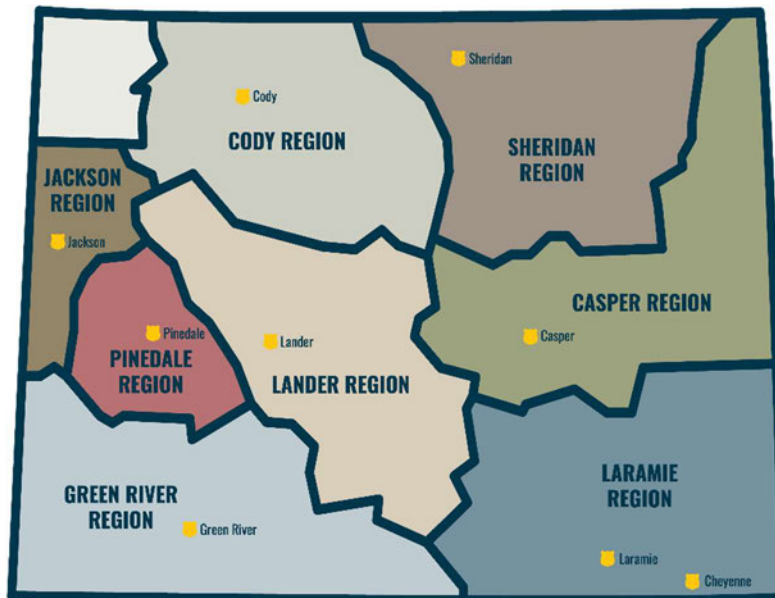 Sheridan
Cody
CODY REGION
SHERIDAN
REGION
JACKSON
REGION
Jackson
CASPER REGION
Pinedale
Lander
Casper
PINEDALE
REGION
LANDER REGION
LARAMIE
REGION
GREEN RIVER
REGION
Green River
Laramie
Cheyenne